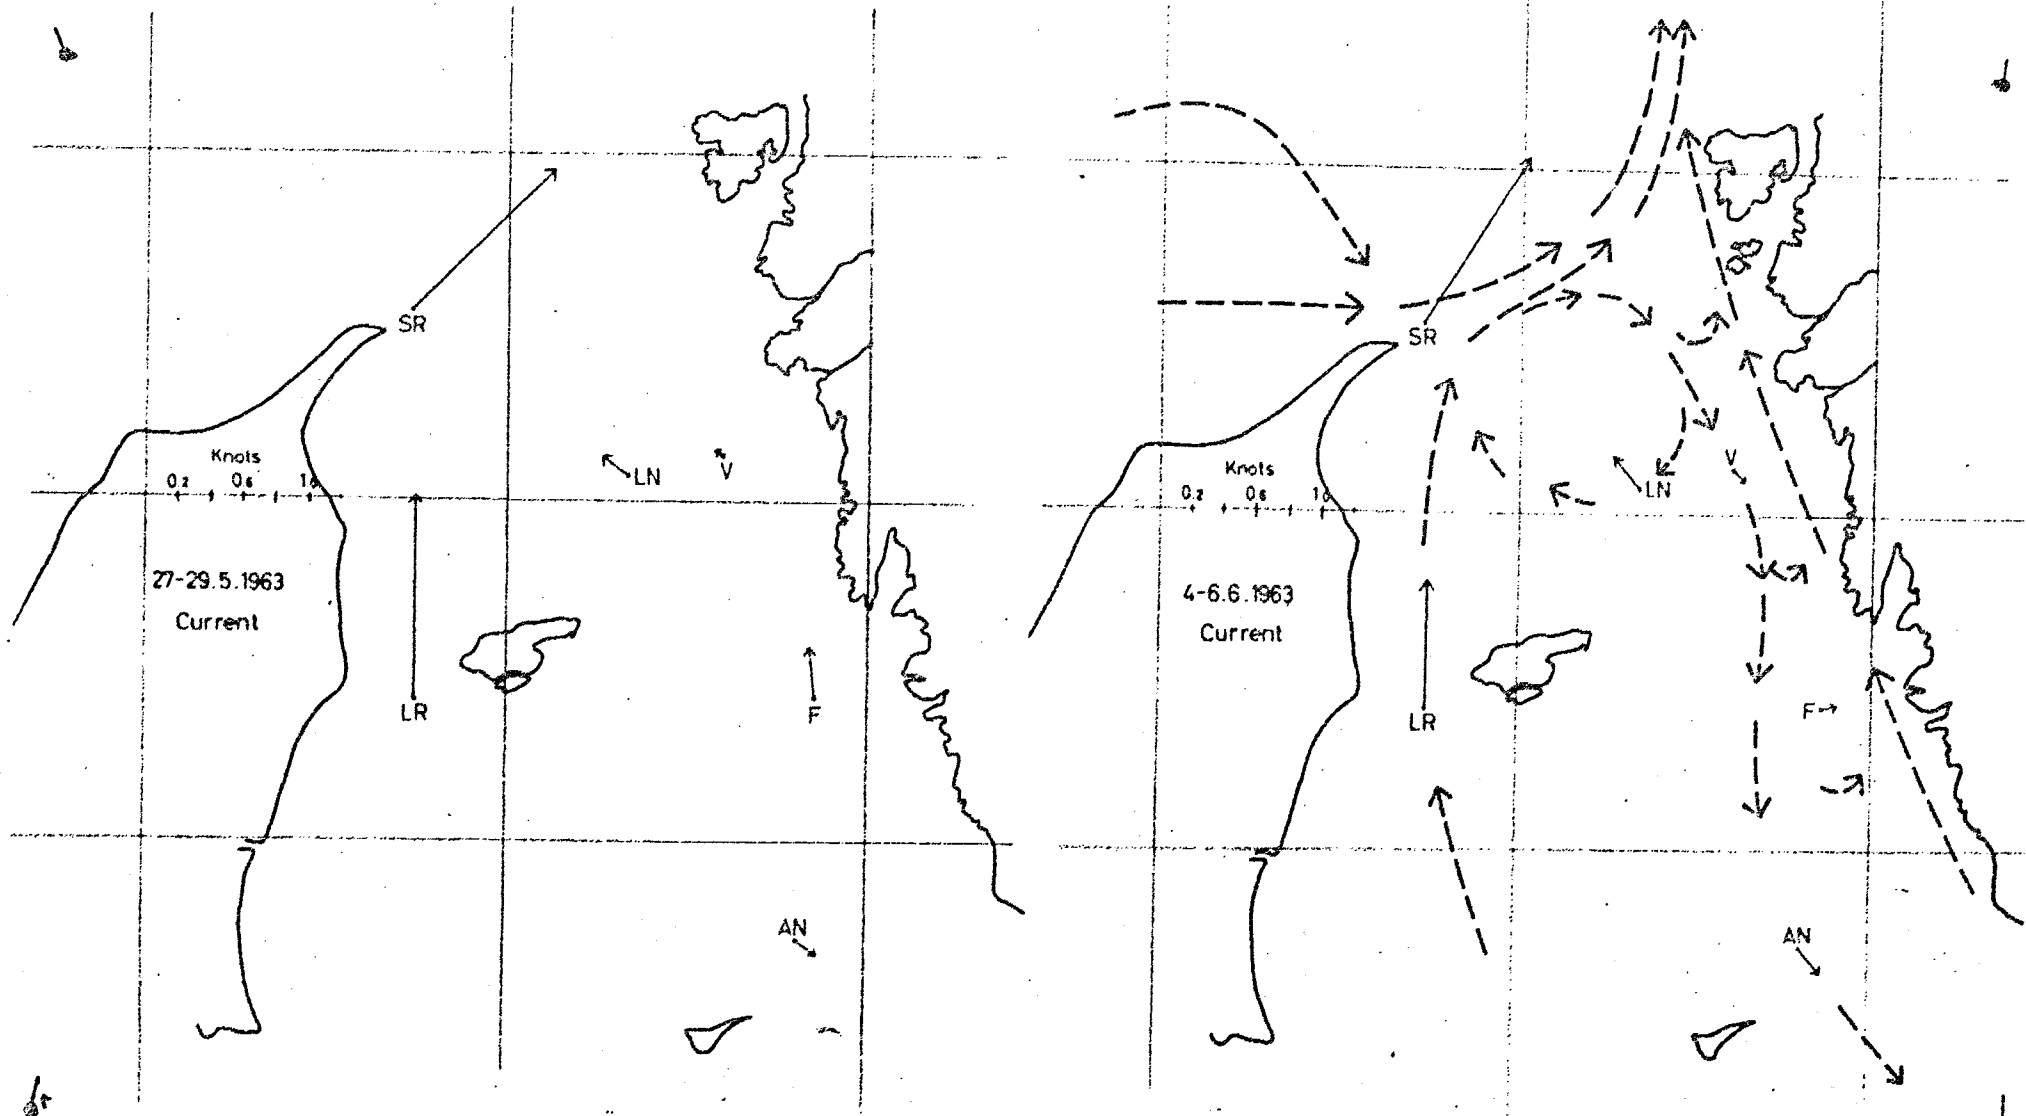 SR
Knots
0.2 0.6 1.0
LN
V
27-29.5.1963
Current
LR
F
AN
SR
Knots
0.2 0.6 1.0
V
LN
4-6.6.1963
Current
LR
F
AN